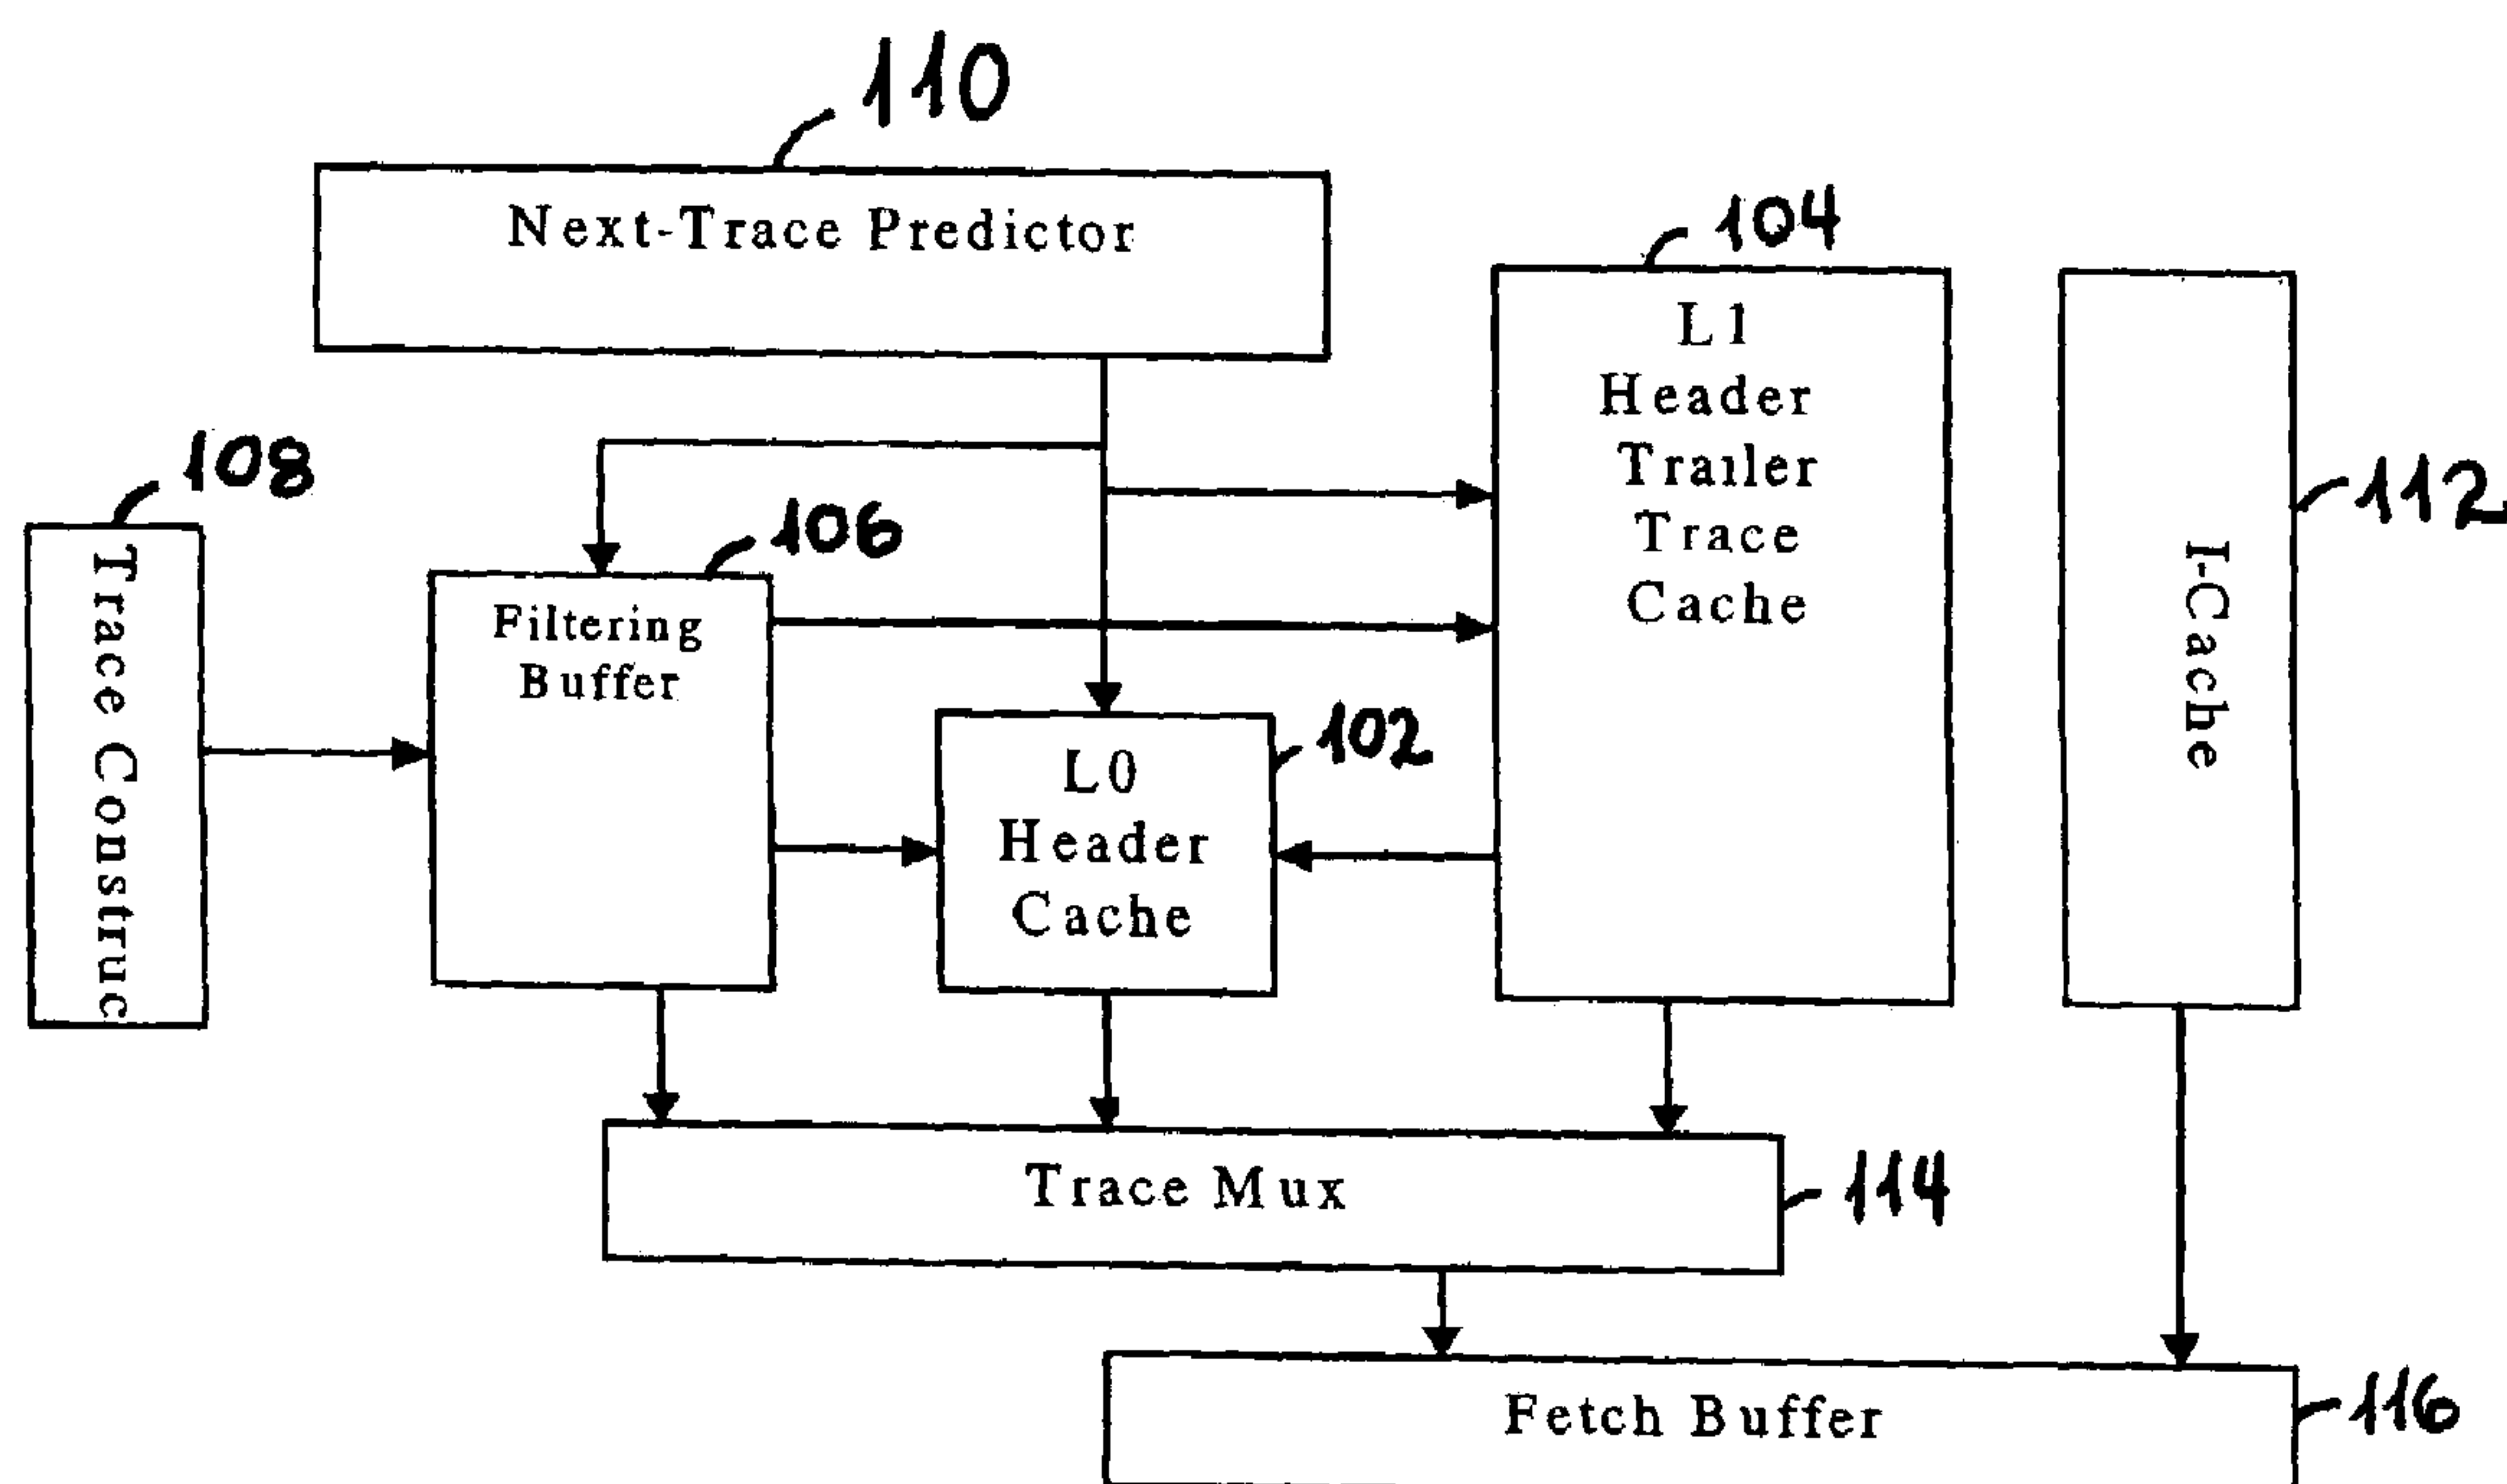 110
Next-Trace Predictor
104
L1
Header
Trailer
Trace
Cache
112
I-Cache
108
Trace Construc
106
Filtering
Buffer
102
L0
Header
Cache
Trace Mux
114
Fetch Buffer
116